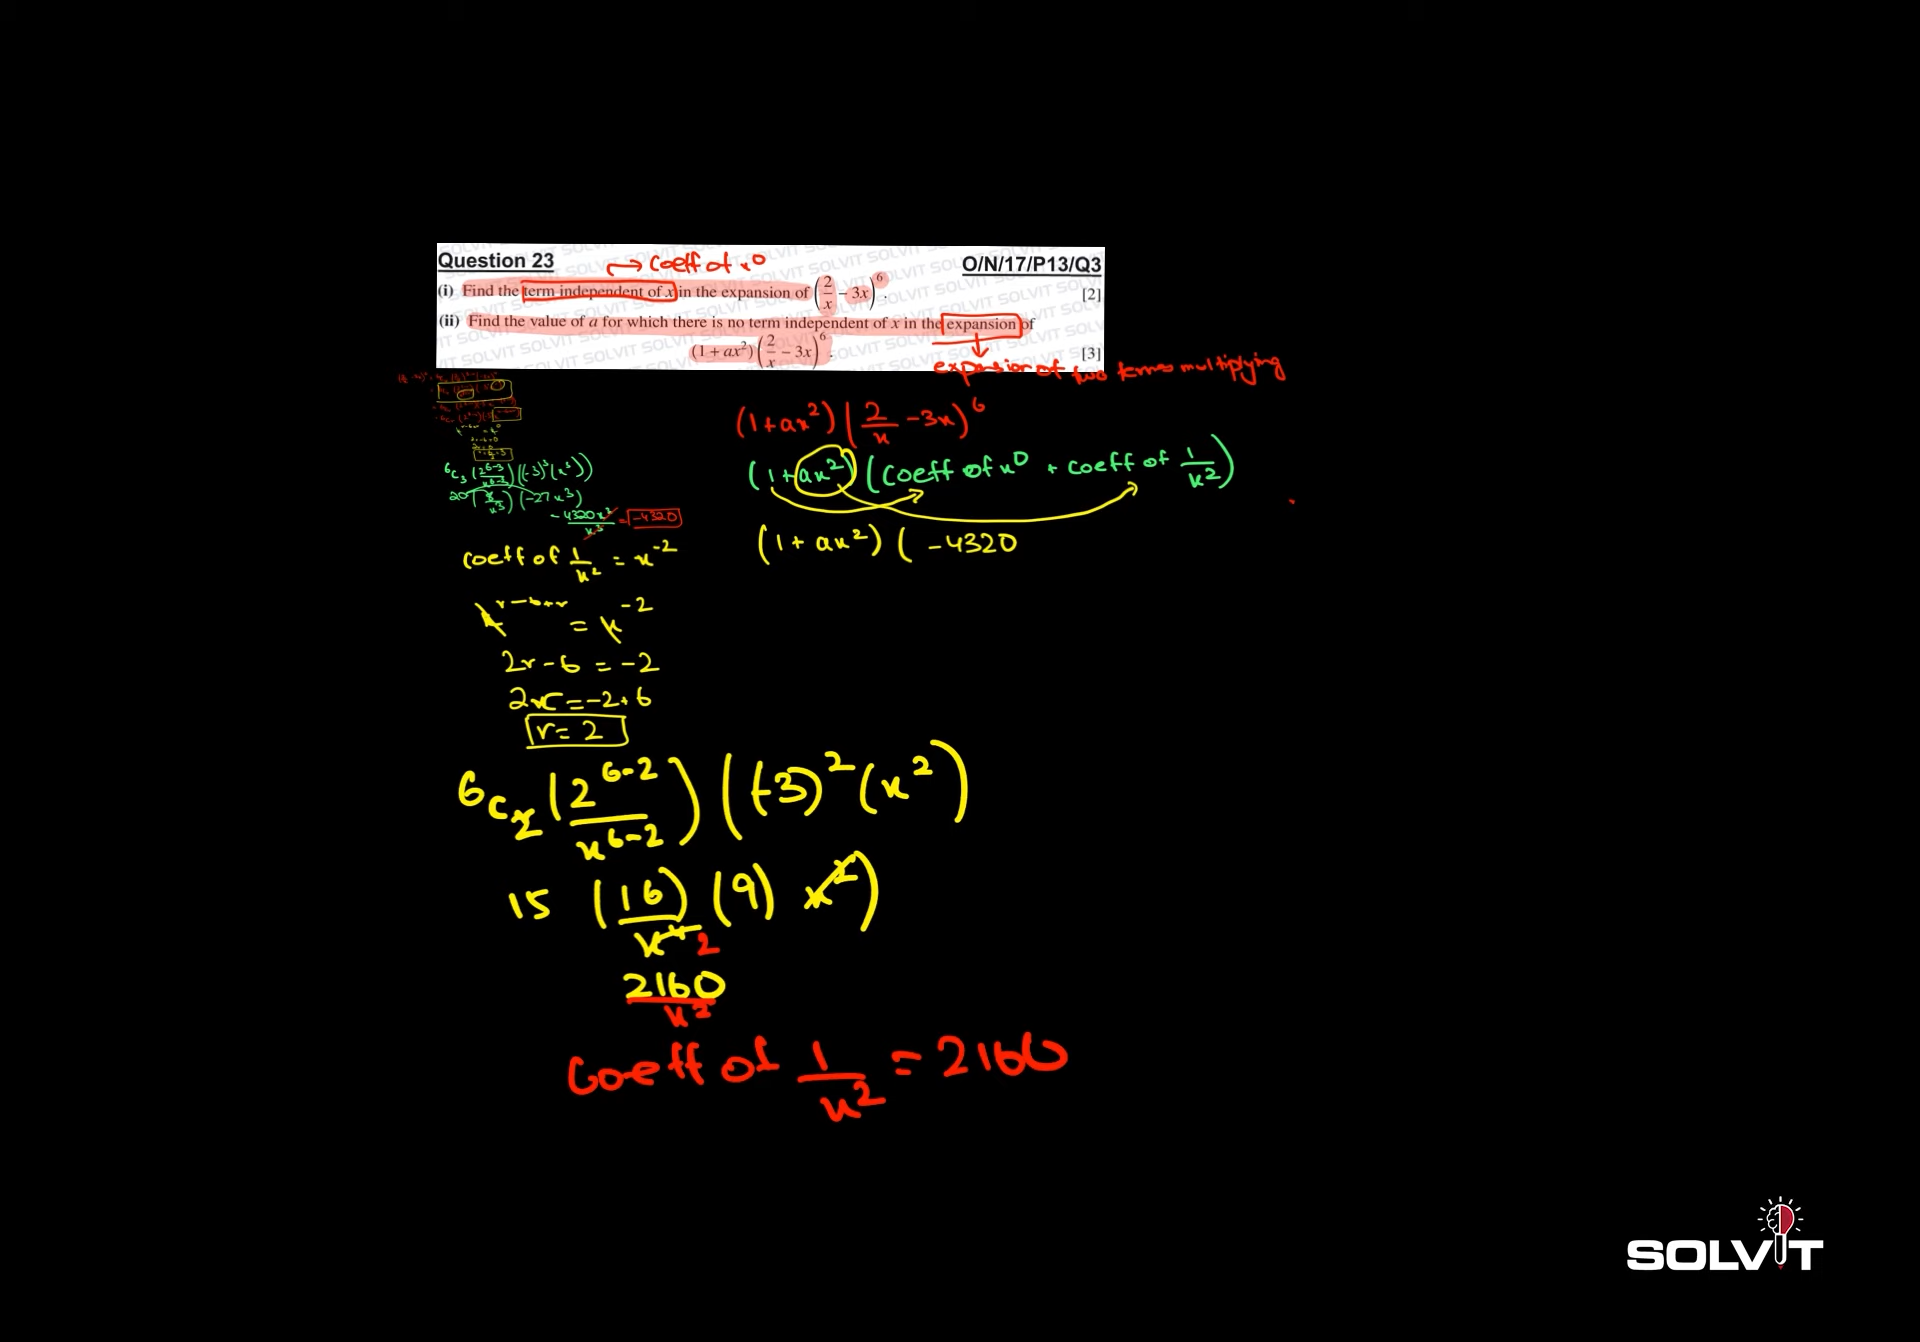 Question 23
→ coeff of x⁰
O/N/17/P13/Q3
(i) Find the term independent of x in the expansion of (2/x − 3x)⁶. [2]
(ii) Find the value of a for which there is no term independent of x in the expansion of
(1 + ax²)(2/x − 3x)⁶. [3]
expansion of two terms multiplying
⁶C₃ (2⁶⁻³/x⁶⁻³)((-3)³(x³))
20 (8/x³)(-27x³)
-4320x³/x³ = -4320
coeff of 1/x² = x⁻²
x^(r-6+r) = x⁻²
2r-6 = -2
2r = -2+6
r = 2
⁶C₂ (2⁶⁻²/x⁶⁻²) ((-3)²(x²)
15 (16/x⁴) (9) x²)
2
2160/x²
coeff of 1/x² = 2160
(1+ax²)(2/x -3x)⁶
(1+ax²)(coeff of x⁰ + coeff of 1/x²)
(1+ax²)( -4320
SOLVIT